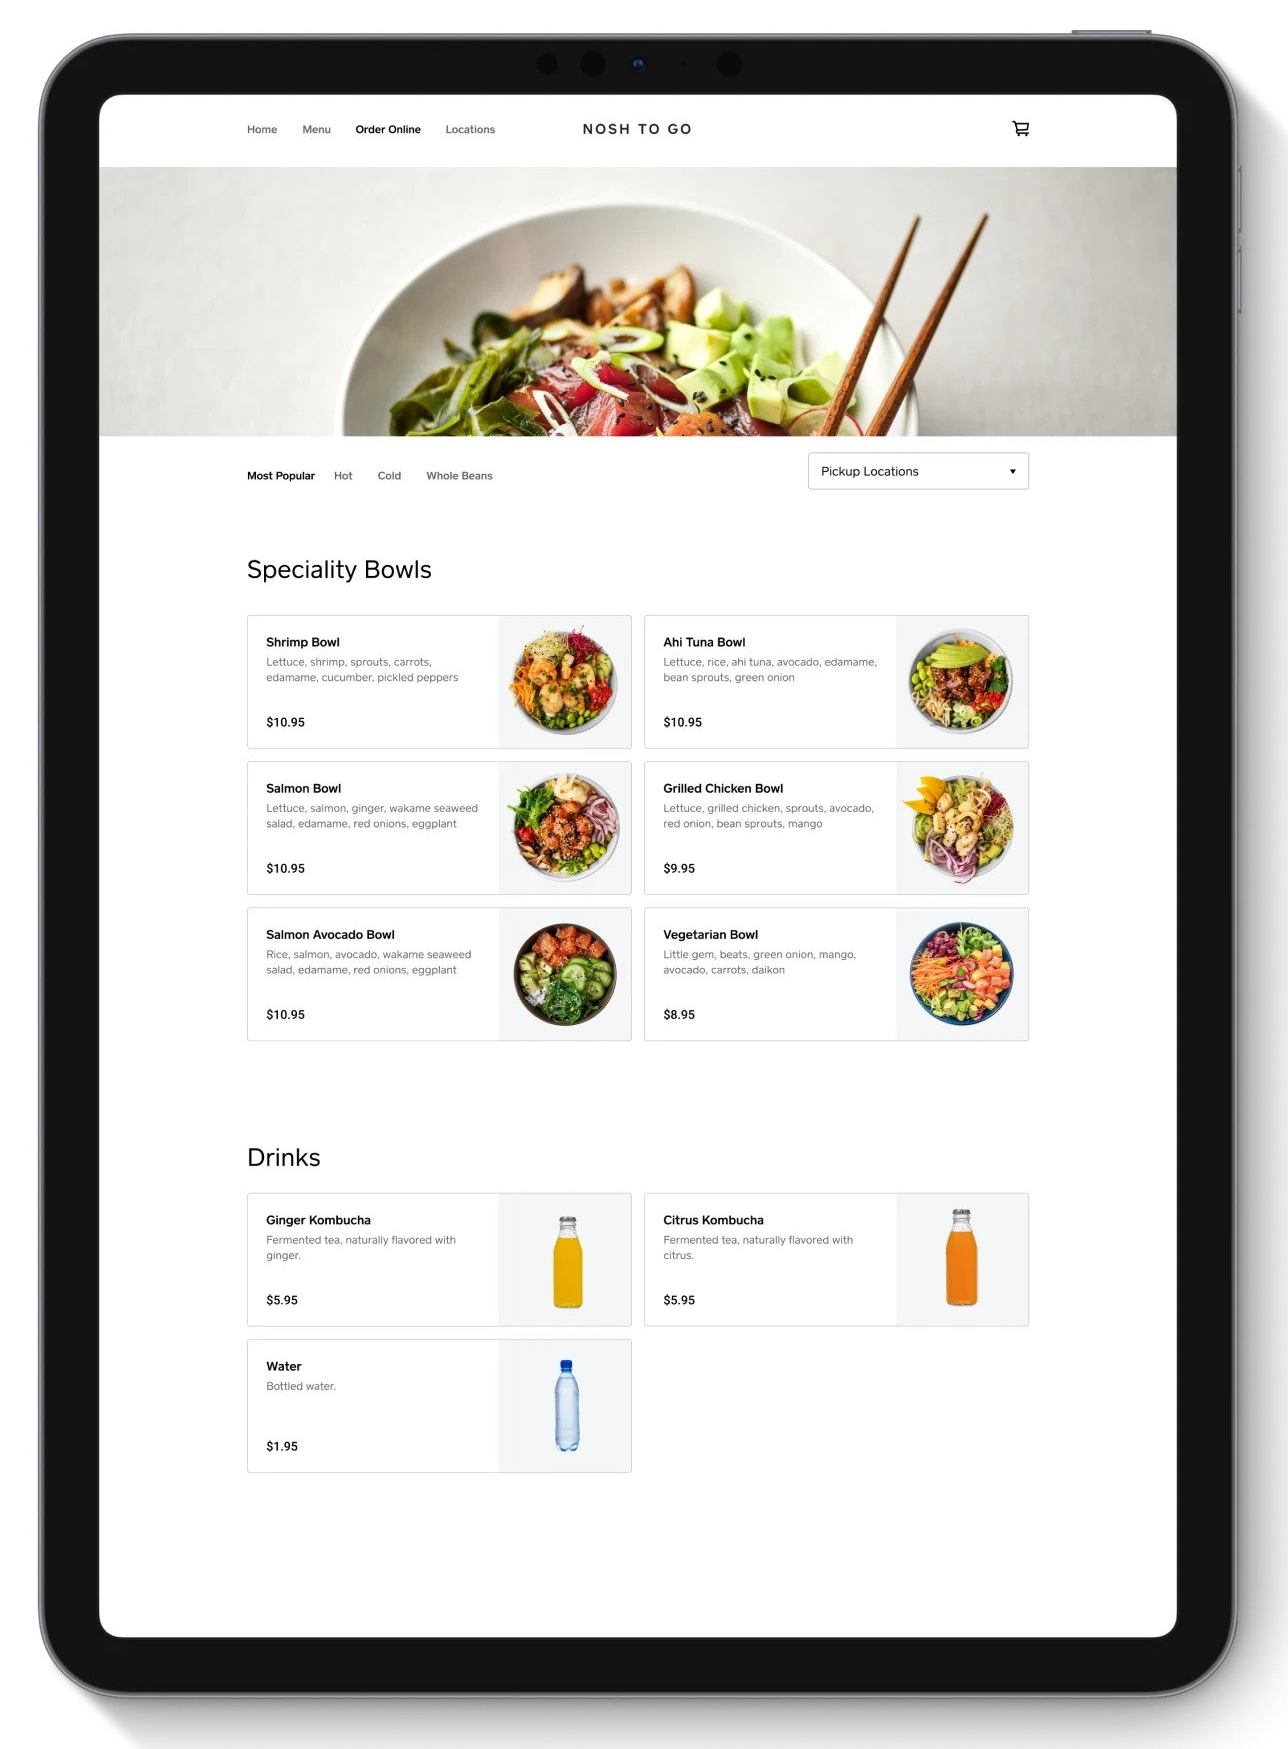 Home Menu Order Online Locations NOSH TO GO
Most Popular Hot Cold Whole Beans Pickup Locations
Speciality Bowls
Shrimp Bowl
Lettuce, shrimp, sprouts, carrots,
edamame, cucumber, pickled peppers
$10.95
Ahi Tuna Bowl
Lettuce, rice, ahi tuna, avocado, edamame,
bean sprouts, green onion
$10.95
Salmon Bowl
Lettuce, salmon, ginger, wakame seaweed
salad, edamame, red onions, eggplant
$10.95
Grilled Chicken Bowl
Lettuce, grilled chicken, sprouts, avocado,
red onion, bean sprouts, mango
$9.95
Salmon Avocado Bowl
Rice, salmon, avocado, wakame seaweed
salad, edamame, red onions, eggplant
$10.95
Vegetarian Bowl
Little gem, beats, green onion, mango,
avocado, carrots, daikon
$8.95
Drinks
Ginger Kombucha
Fermented tea, naturally flavored with
ginger.
$5.95
Citrus Kombucha
Fermented tea, naturally flavored with
citrus.
$5.95
Water
Bottled water.
$1.95